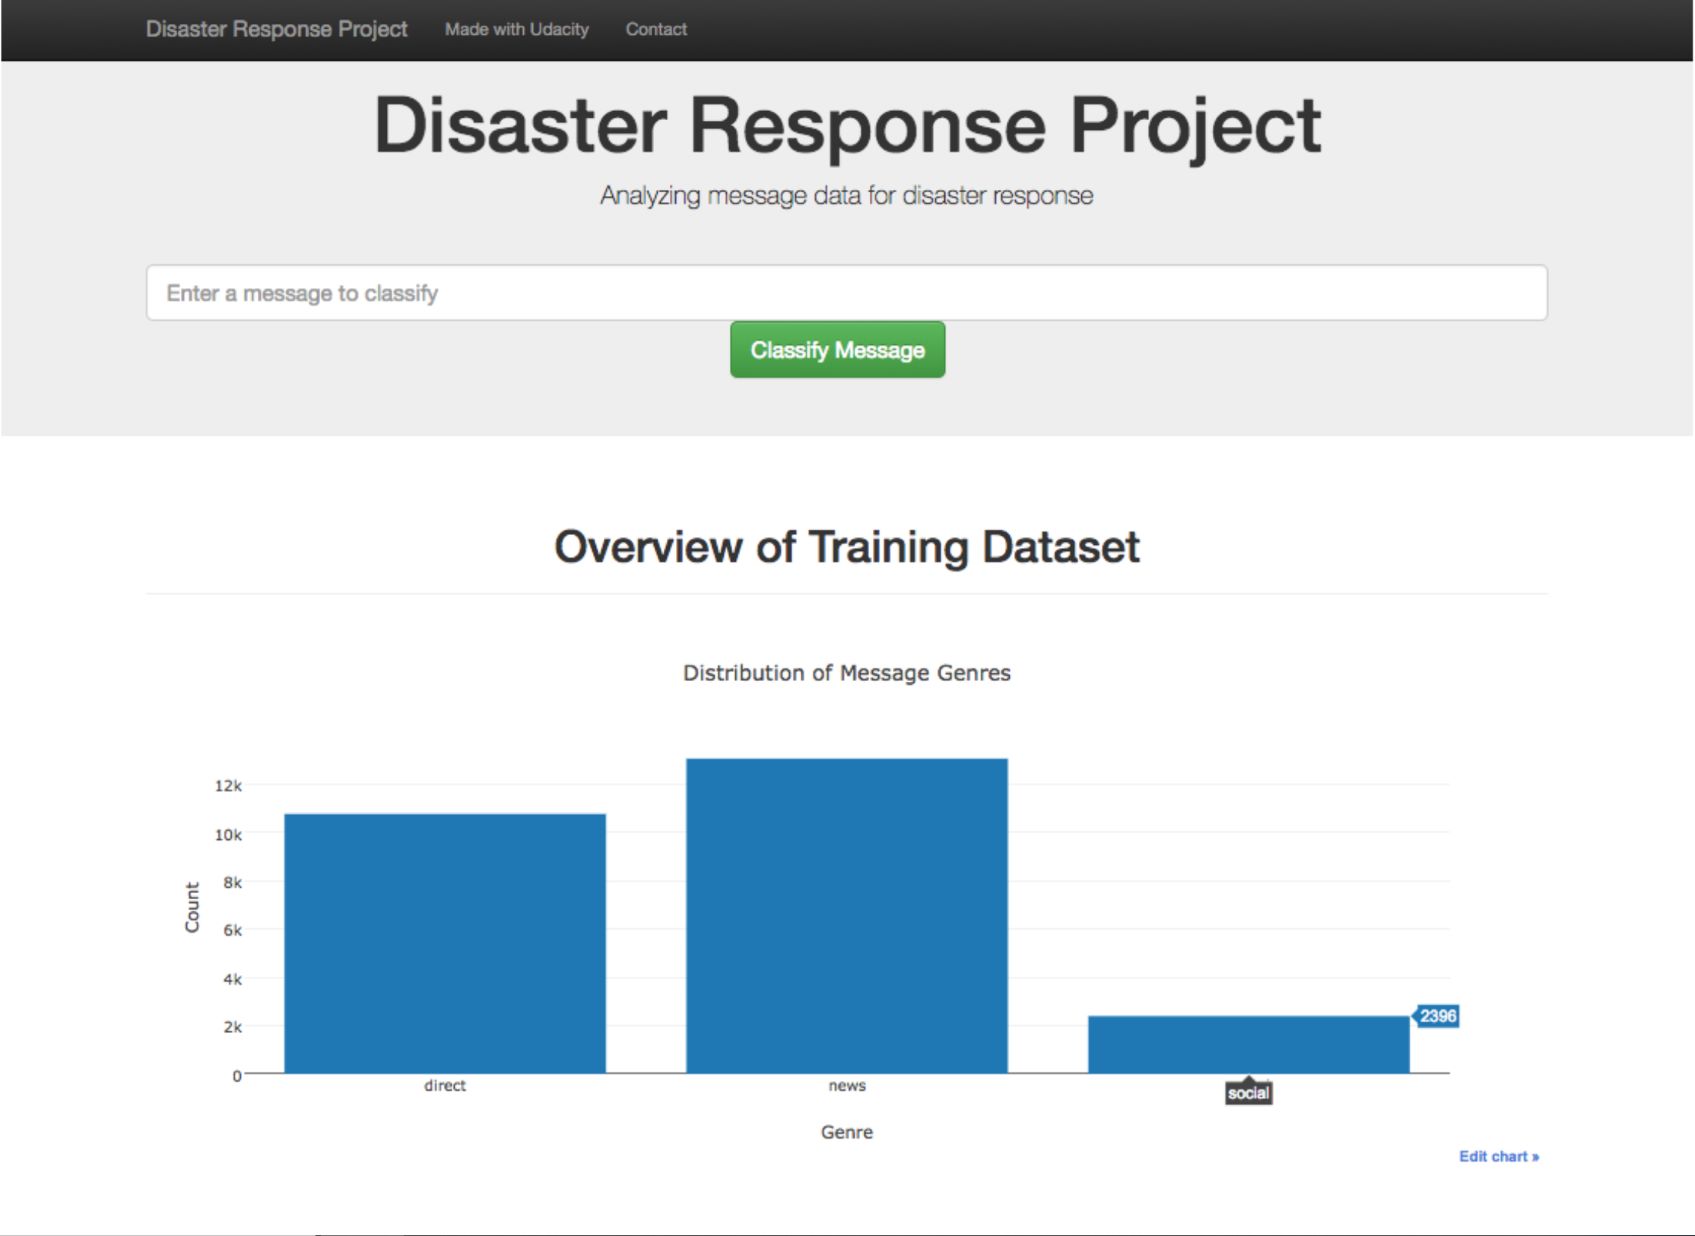 Disaster Response Project Made with Udacity Contact
Disaster Response Project
Analyzing message data for disaster response
Enter a message to classify
Classify Message
Overview of Training Dataset
Distribution of Message Genres
12k
10k
8k
6k
4k
2k
0
Count
2396
direct news social
Genre
Edit chart »